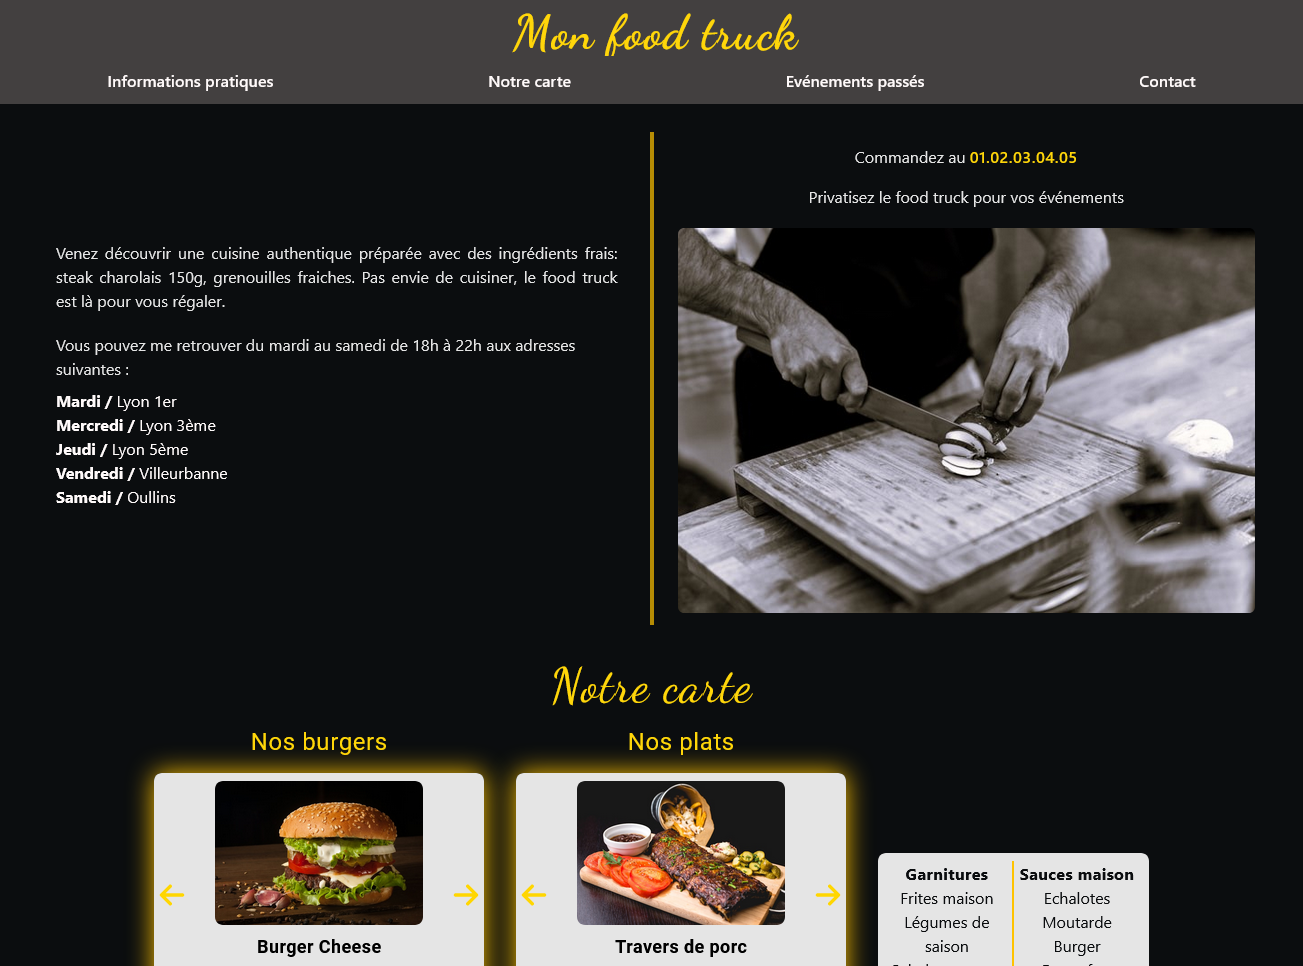 Mon food truck
Informations pratiques
Notre carte
Evénements passés
Contact
Venez découvrir une cuisine authentique préparée avec des ingrédients frais:
steak charolais 150g, grenouilles fraiches. Pas envie de cuisiner, le food truck
est là pour vous régaler.
Vous pouvez me retrouver du mardi au samedi de 18h à 22h aux adresses
suivantes :
Mardi / Lyon 1er
Mercredi / Lyon 3ème
Jeudi / Lyon 5ème
Vendredi / Villeurbanne
Samedi / Oullins
Commandez au 01.02.03.04.05
Privatisez le food truck pour vos événements
Notre carte
Nos burgers
Burger Cheese
Nos plats
Travers de porc
Garnitures
Frites maison
Légumes de
saison
Sauces maison
Echalotes
Moutarde
Burger